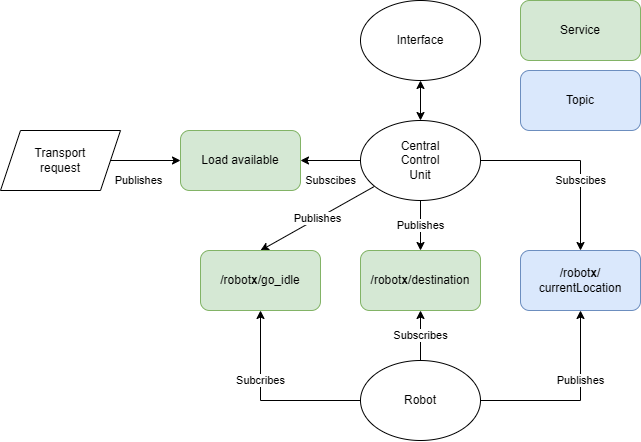 Interface
Service
Topic
Transport
request
Publishes
Load available
Subscibes
Central
Control
Unit
Subscibes
Publishes
Publishes
/robotx/go_idle
/robotx/destination
/robotx/
currentLocation
Subscribes
Subcribes
Robot
Publishes